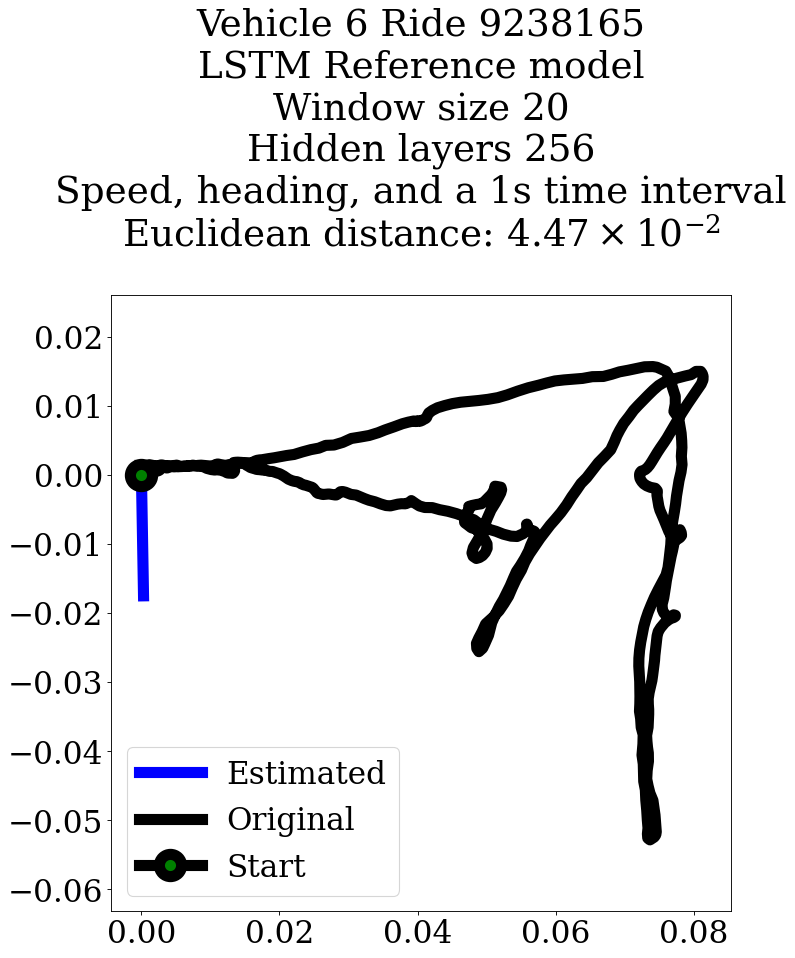 Vehicle 6 Ride 9238165
LSTM Reference model
Window size 20
Hidden layers 256
Speed, heading, and a 1s time interval
Euclidean distance: 4.47 × 10⁻²
0.02
0.01
0.00
−0.01
−0.02
−0.03
−0.04
−0.05
−0.06
Estimated
Original
Start
0.00 0.02 0.04 0.06 0.08